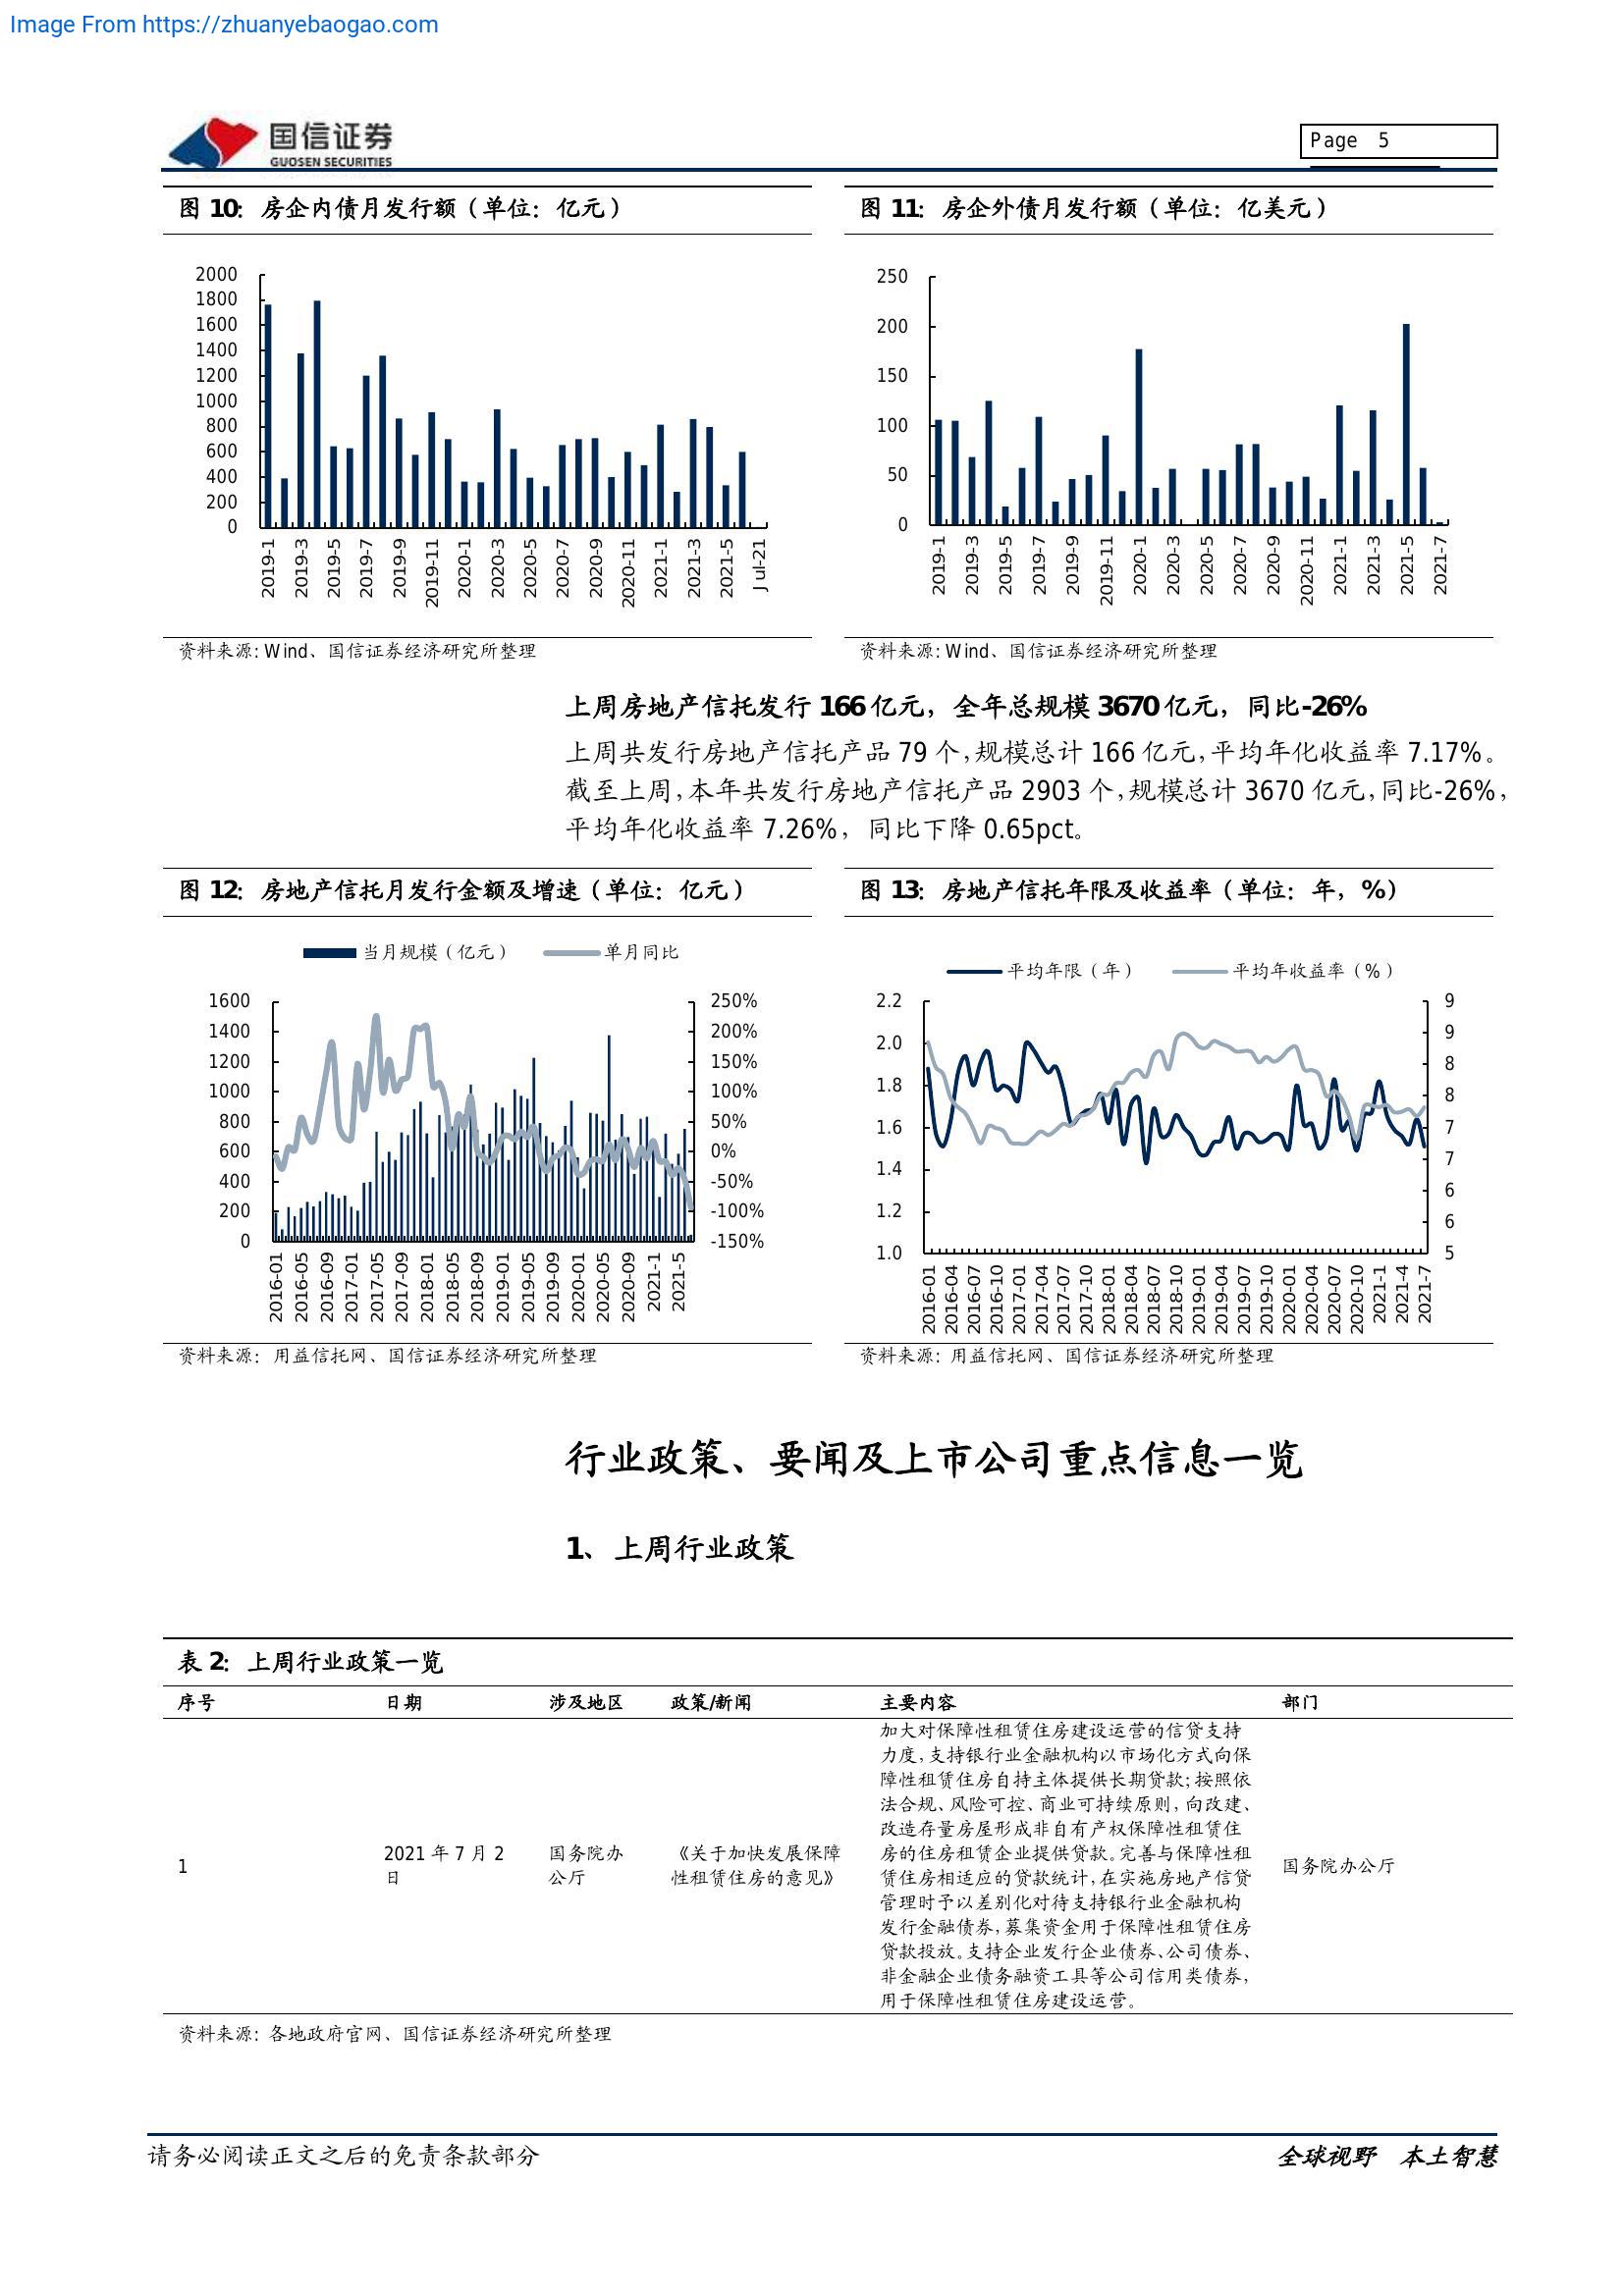 Image From https://zhuanyebaogao.com
国信证券
GUOSEN SECURITIES
Page 5
图 10：房企内债月发行额（单位：亿元）
2000
1800
1600
1400
1200
1000
800
600
400
200
0
2019-1
2019-3
2019-5
2019-7
2019-9
2019-11
2020-1
2020-3
2020-5
2020-7
2020-9
2020-11
2021-1
2021-3
2021-5
Jul-21
资料来源：Wind、国信证券经济研究所整理
图 11：房企外债月发行额（单位：亿美元）
250
200
150
100
50
0
2019-1
2019-3
2019-5
2019-7
2019-9
2019-11
2020-1
2020-3
2020-5
2020-7
2020-9
2020-11
2021-1
2021-3
2021-5
2021-7
资料来源：Wind、国信证券经济研究所整理
上周房地产信托发行 166 亿元，全年总规模 3670 亿元，同比-26%
上周共发行房地产信托产品 79 个，规模总计 166 亿元，平均年化收益率 7.17%。
截至上周，本年共发行房地产信托产品 2903 个，规模总计 3670 亿元，同比-26%，
平均年化收益率 7.26%，同比下降 0.65pct。
图 12：房地产信托月发行金额及增速（单位：亿元）
当月规模（亿元）
单月同比
1600
1400
1200
1000
800
600
400
200
0
250%
200%
150%
100%
50%
0%
-50%
-100%
-150%
2016-01
2016-05
2016-09
2017-01
2017-05
2017-09
2018-01
2018-05
2018-09
2019-01
2019-05
2019-09
2020-01
2020-05
2020-09
2021-1
2021-5
资料来源：用益信托网、国信证券经济研究所整理
图 13：房地产信托年限及收益率（单位：年，%）
平均年限（年）
平均年收益率（%）
2.2
2.0
1.8
1.6
1.4
1.2
1.0
9
9
8
8
7
7
6
6
5
2016-01
2016-04
2016-07
2016-10
2017-01
2017-04
2017-07
2017-10
2018-01
2018-04
2018-07
2018-10
2019-01
2019-04
2019-07
2019-10
2020-01
2020-04
2020-07
2020-10
2021-1
2021-4
2021-7
资料来源：用益信托网、国信证券经济研究所整理
行业政策、要闻及上市公司重点信息一览
1、上周行业政策
表 2：上周行业政策一览
序号 日期 涉及地区 政策/新闻 主要内容 部门
1
2021 年 7 月 2
日
国务院办
公厅
《关于加快发展保障
性租赁住房的意见》
加大对保障性租赁住房建设运营的信贷支持
力度，支持银行业金融机构以市场化方式向保
障性租赁住房自持主体提供长期贷款；按照依
法合规、风险可控、商业可持续原则，向改建、
改造存量房屋形成非自有产权保障性租赁住
房的住房租赁企业提供贷款。完善与保障性租
赁住房相适应的贷款统计，在实施房地产信贷
管理时予以差别化对待支持银行业金融机构
发行金融债券，募集资金用于保障性租赁住房
贷款投放。支持企业发行企业债券、公司债券、
非金融企业债务融资工具等公司信用类债券，
用于保障性租赁住房建设运营。
国务院办公厅
资料来源：各地政府官网、国信证券经济研究所整理
请务必阅读正文之后的免责条款部分
全球视野 本土智慧